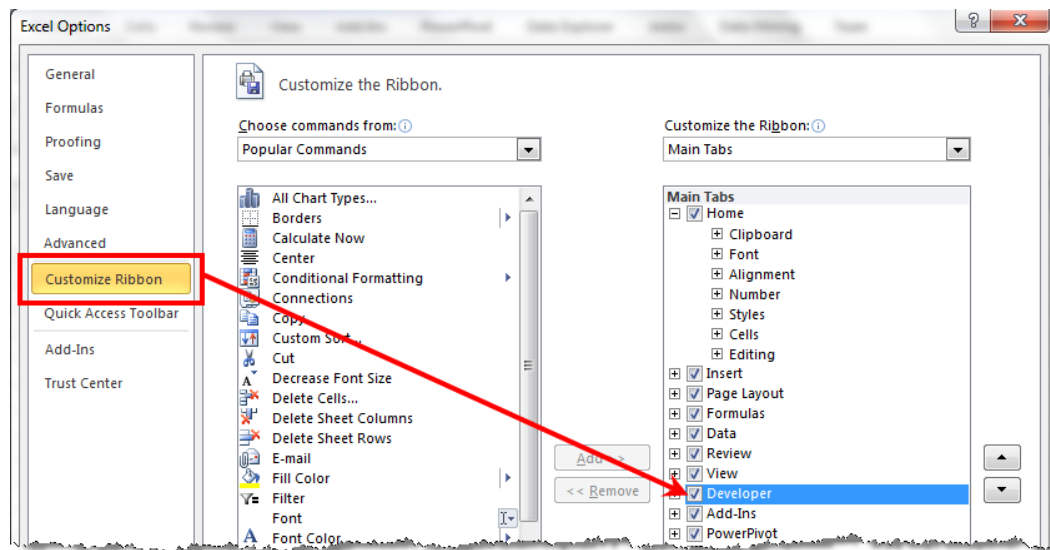 Excel Options
General
Formulas
Proofing
Save
Language
Advanced
Customize Ribbon
Quick Access Toolbar
Add-Ins
Trust Center
Customize the Ribbon.
Choose commands from:
Popular Commands
All Chart Types...
Borders
Calculate Now
Center
Conditional Formatting
Connections
Copy
Custom Sort...
Cut
Decrease Font Size
Delete Cells...
Delete Sheet Columns
Delete Sheet Rows
E-mail
Fill Color
Filter
Font
Font Color
Add >>
<< Remove
Customize the Ribbon:
Main Tabs
Main Tabs
Home
Clipboard
Font
Alignment
Number
Styles
Cells
Editing
Insert
Page Layout
Formulas
Data
Review
View
Developer
Add-Ins
PowerPivot